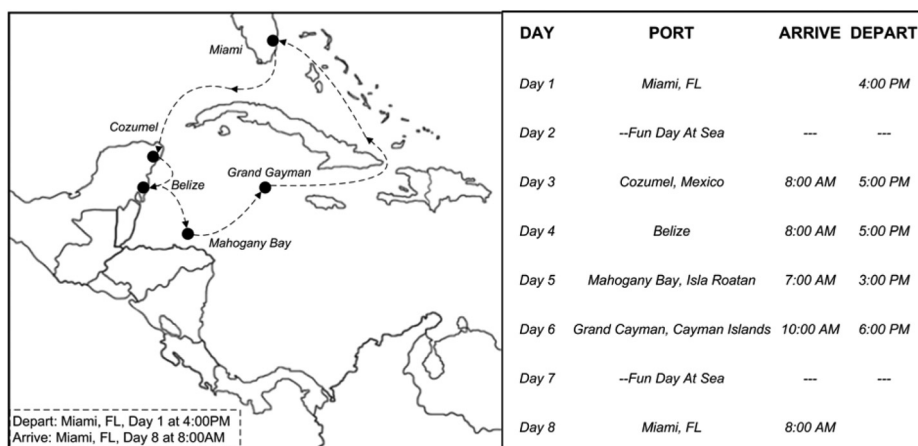 Miami
Cozumel
Grand Gayman
Belize
Mahogany Bay
Depart: Miami, FL, Day 1 at 4:00PM
Arrive: Miami, FL, Day 8 at 8:00AM
DAY PORT ARRIVE DEPART
Day 1 Miami, FL 4:00 PM
Day 2 --Fun Day At Sea --- ---
Day 3 Cozumel, Mexico 8:00 AM 5:00 PM
Day 4 Belize 8:00 AM 5:00 PM
Day 5 Mahogany Bay, Isla Roatan 7:00 AM 3:00 PM
Day 6 Grand Cayman, Cayman Islands 10:00 AM 6:00 PM
Day 7 --Fun Day At Sea --- ---
Day 8 Miami, FL 8:00 AM